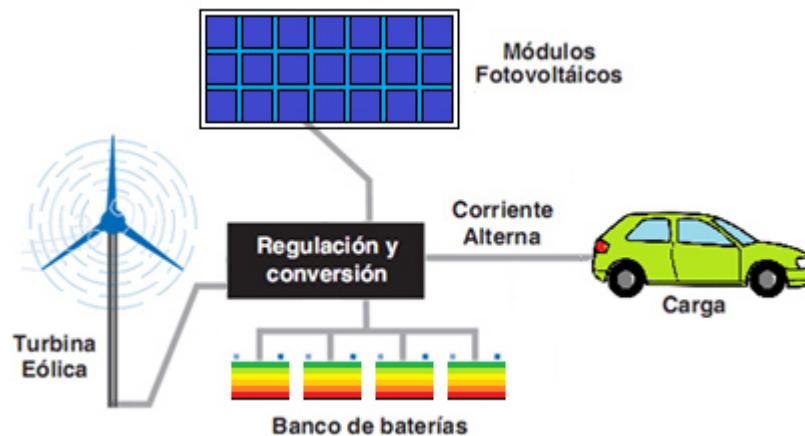 Módulos
Fotovoltáicos
Corriente
Alterna
Regulación y
conversión
Carga
Turbina
Eólica
Banco de baterías